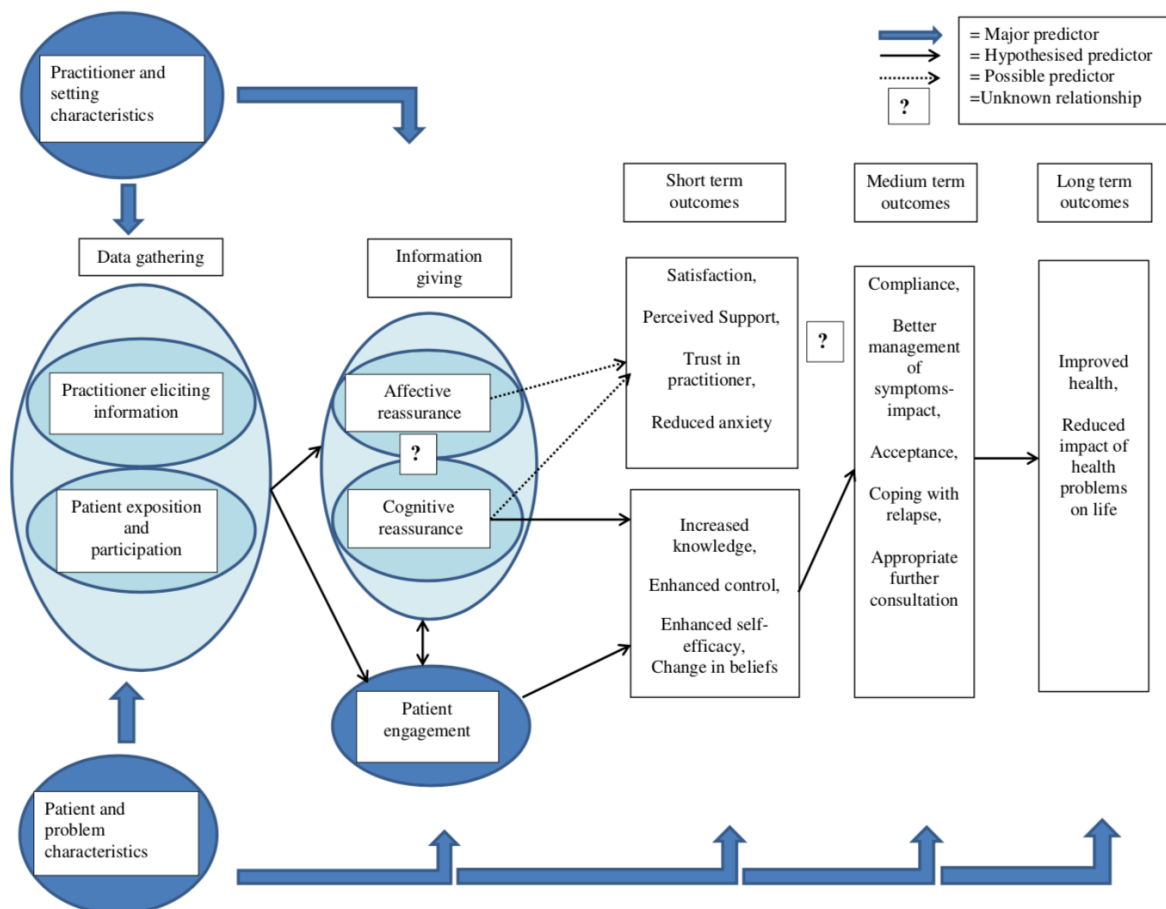 Practitioner and
setting
characteristics
= Major predictor
= Hypothesised predictor
= Possible predictor
?
=Unknown relationship
Short term
outcomes
Medium term
outcomes
Long term
outcomes
Data gathering
Information
giving
Practitioner eliciting
information
Patient exposition
and
participation
Affective
reassurance
?
Cognitive
reassurance
Patient
engagement
Satisfaction,
Perceived Support,
Trust in
practitioner,
Reduced anxiety
?
Increased
knowledge,
Enhanced control,
Enhanced self-
efficacy,
Change in beliefs
Compliance,
Better
management
of
symptoms-
impact,
Acceptance,
Coping with
relapse,
Appropriate
further
consultation
Improved
health,
Reduced
impact of
health
problems
on life
Patient and
problem
characteristics